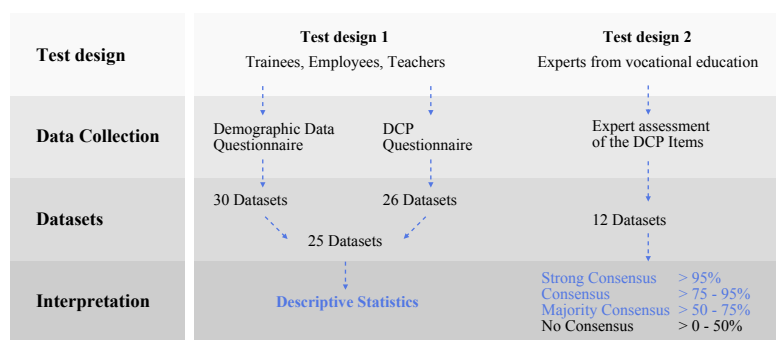 Test design
Test design 1
Trainees, Employees, Teachers
Test design 2
Experts from vocational education
Data Collection
Demographic Data
Questionnaire
DCP
Questionnaire
Expert assessment
of the DCP Items
Datasets
30 Datasets
26 Datasets
25 Datasets
12 Datasets
Interpretation
Descriptive Statistics
Strong Consensus > 95%
Consensus > 75 - 95%
Majority Consensus > 50 - 75%
No Consensus > 0 - 50%